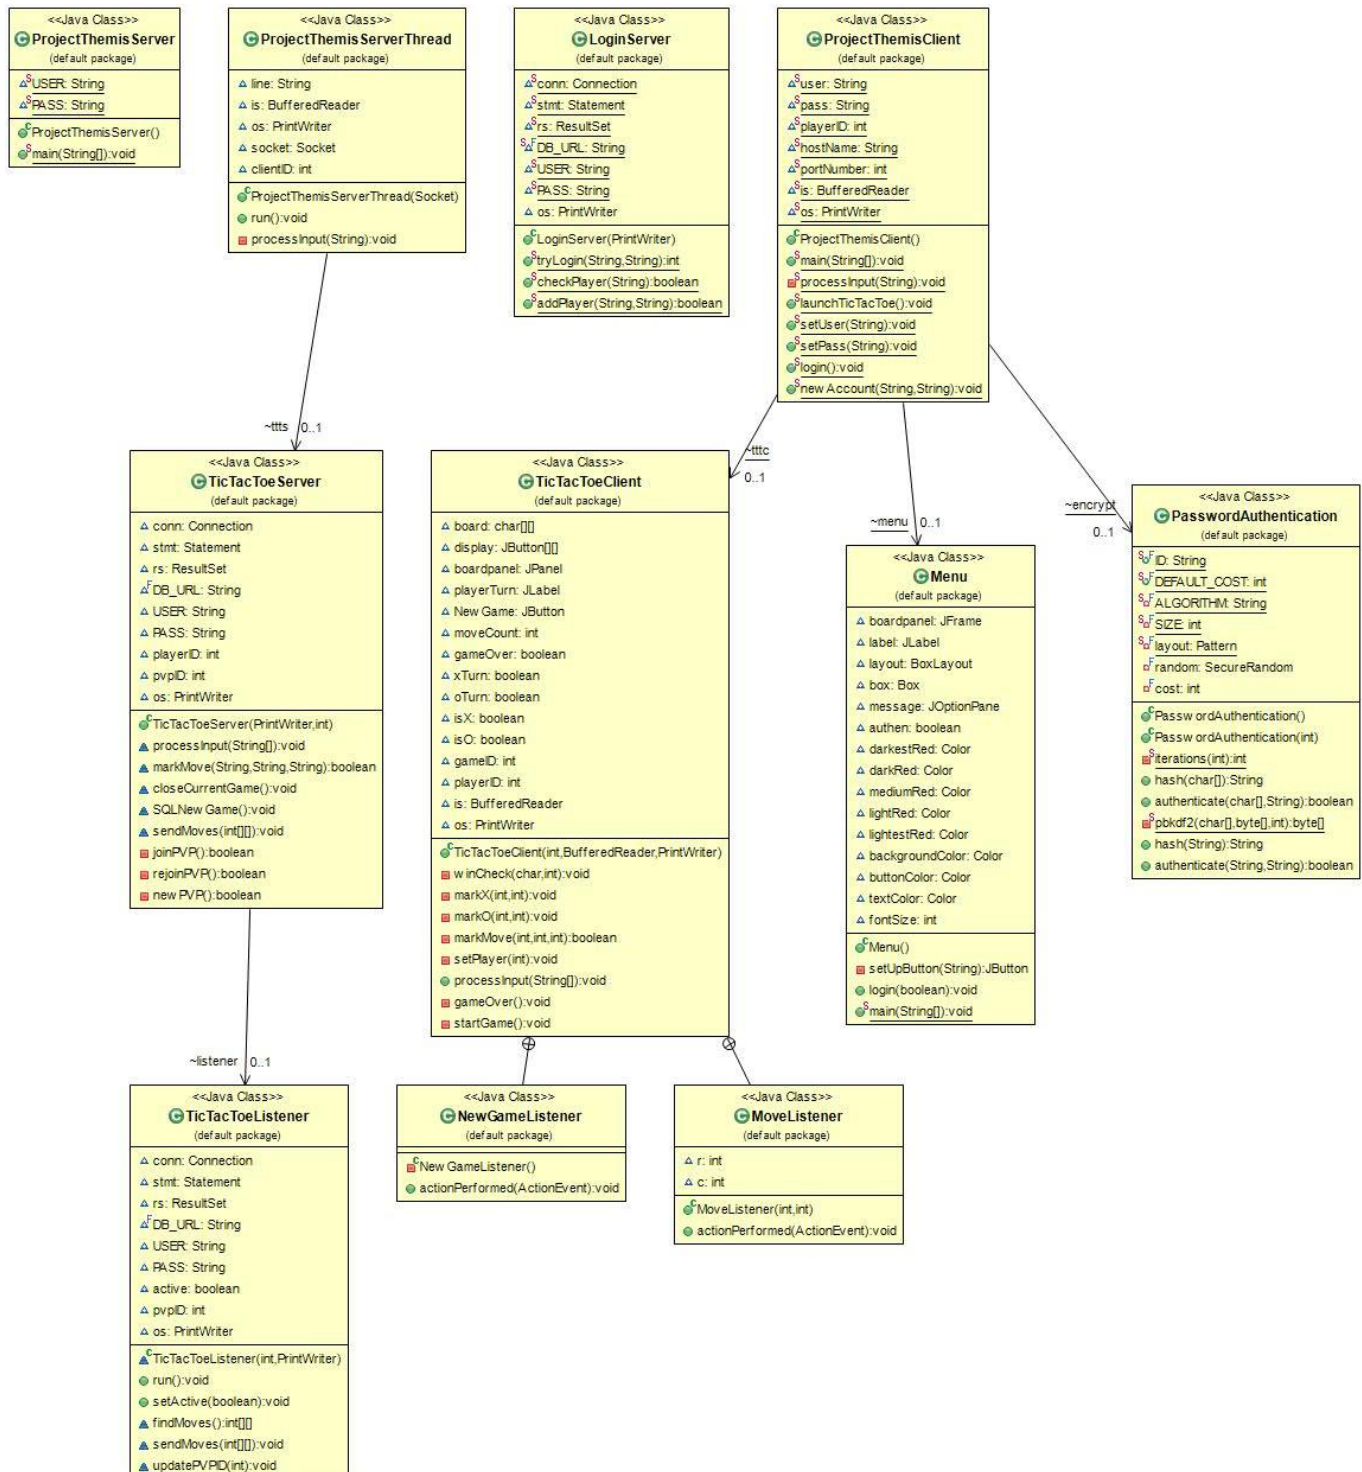 <<Java Class>>
ProjectThemisServer
(default package)
USER: String
PASS: String
ProjectThemisServer()
main(String[]):void
<<Java Class>>
ProjectThemisServerThread
(default package)
line: String
is: BufferedReader
os: PrintWriter
socket: Socket
clientID: int
ProjectThemisServerThread(Socket)
run():void
processInput(String):void
<<Java Class>>
LoginServer
(default package)
conn: Connection
stmt: Statement
rs: ResultSet
DB_URL: String
USER: String
PASS: String
os: PrintWriter
LoginServer(PrintWriter)
tryLogin(String,String):int
checkPlayer(String):boolean
addPlayer(String,String):boolean
<<Java Class>>
ProjectThemisClient
(default package)
user: String
pass: String
playerID: int
hostName: String
portNumber: int
is: BufferedReader
os: PrintWriter
ProjectThemisClient()
main(String[]):void
processInput(String):void
launchTicTacToe():void
setUser(String):void
setPass(String):void
login():void
newAccount(String,String):void
~ttts 0..1
~tttc
0..1
~menu 0..1
~encrypt
0..1
<<Java Class>>
TicTacToeServer
(default package)
conn: Connection
stmt: Statement
rs: ResultSet
DB_URL: String
USER: String
PASS: String
playerID: int
pvpID: int
os: PrintWriter
TicTacToeServer(PrintWriter,int)
processInput(String[]):void
markMove(String,String,String):boolean
closeCurrentGame():void
SQLNewGame():void
sendMoves(int[][]):void
joinPVP():boolean
rejoinPVP():boolean
newPVP():boolean
<<Java Class>>
TicTacToeClient
(default package)
board: char[][]
display: JButton[][]
boardpanel: JPanel
playerTurn: JLabel
NewGame: JButton
moveCount: int
gameOver: boolean
xTurn: boolean
oTurn: boolean
isX: boolean
isO: boolean
gameID: int
playerID: int
is: BufferedReader
os: PrintWriter
TicTacToeClient(int,BufferedReader,PrintWriter)
winCheck(char,int):void
markX(int,int):void
markO(int,int):void
markMove(int,int,int):boolean
setPlayer(int):void
processInput(String[]):void
gameOver():void
startGame():void
<<Java Class>>
Menu
(default package)
boardpanel: JFrame
label: JLabel
layout: BoxLayout
box: Box
message: JOptionPane
authen: boolean
darkestRed: Color
darkRed: Color
mediumRed: Color
lightRed: Color
lightestRed: Color
backgroundColor: Color
buttonColor: Color
textColor: Color
fontSize: int
Menu()
setUpButton(String):JButton
login(boolean):void
main(String[]):void
<<Java Class>>
PasswordAuthentication
(default package)
ID: String
DEFAULT_COST: int
ALGORITHM: String
SIZE: int
layout: Pattern
random: SecureRandom
cost: int
PasswordAuthentication()
PasswordAuthentication(int)
iterations(int):int
hash(char[]):String
authenticate(char[],String):boolean
pbkdf2(char[],byte[],int):byte[]
hash(String):String
authenticate(String,String):boolean
~listener 0..1
<<Java Class>>
TicTacToeListener
(default package)
conn: Connection
stmt: Statement
rs: ResultSet
DB_URL: String
USER: String
PASS: String
active: boolean
pvpID: int
os: PrintWriter
TicTacToeListener(int,PrintWriter)
run():void
setActive(boolean):void
findMoves():int[][]
sendMoves(int[][]):void
updatePVPID(int):void
<<Java Class>>
NewGameListener
(default package)
NewGameListener()
actionPerformed(ActionEvent):void
<<Java Class>>
MoveListener
(default package)
r: int
c: int
MoveListener(int,int)
actionPerformed(ActionEvent):void